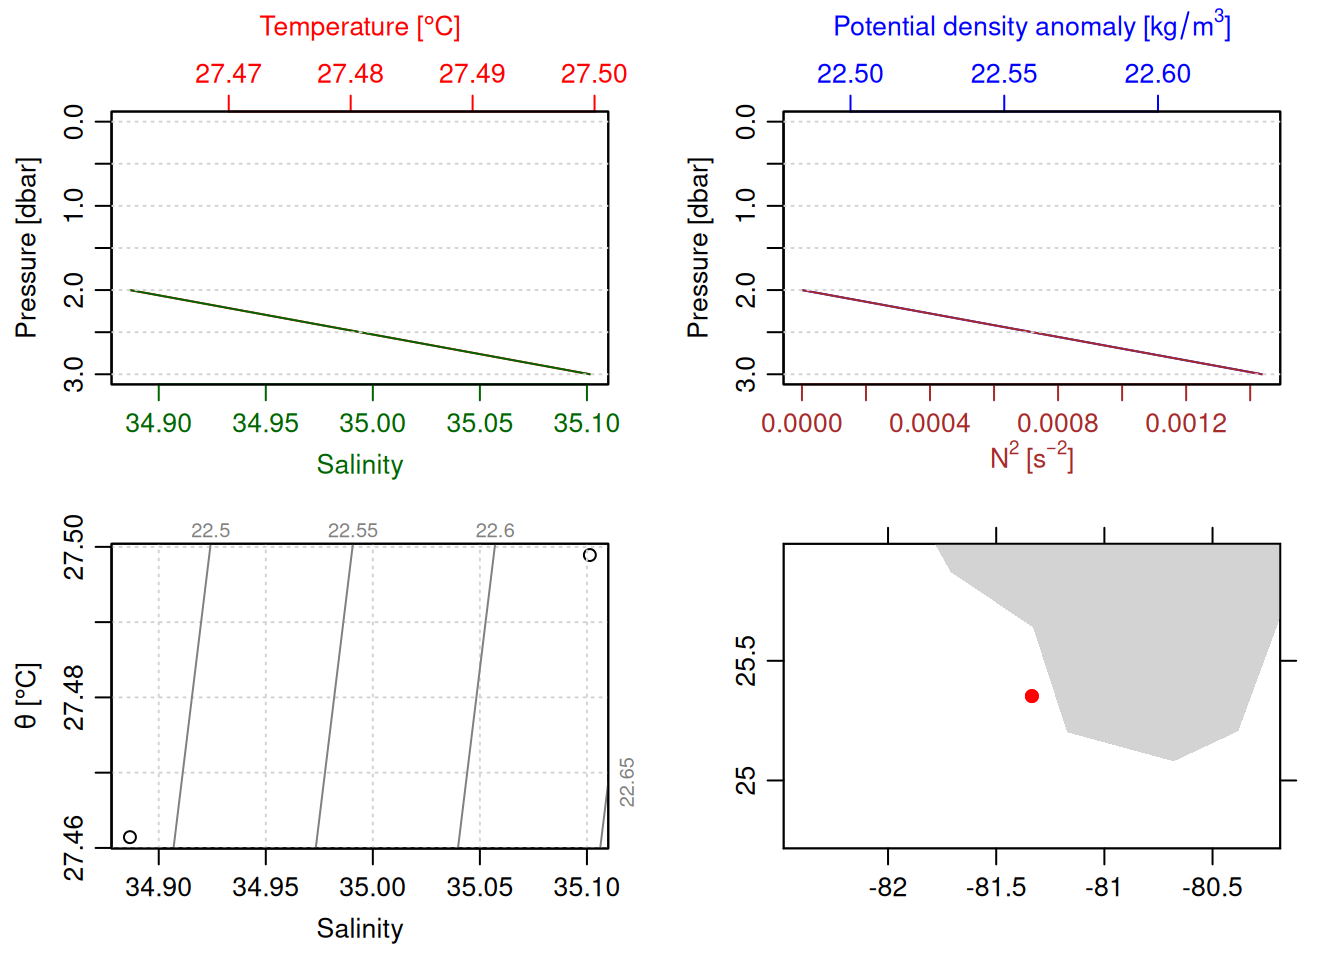 Temperature [°C]
27.47 27.48 27.49 27.50
Pressure [dbar]
0.0 1.0 2.0 3.0
34.90 34.95 35.00 35.05 35.10
Salinity
Potential density anomaly [kg/m³]
22.50 22.55 22.60
Pressure [dbar]
0.0 1.0 2.0 3.0
0.0000 0.0004 0.0008 0.0012
N² [s⁻²]
22.5 22.55 22.6
22.65
θ [°C]
27.50 27.48 27.46
34.90 34.95 35.00 35.05 35.10
Salinity
25.5
25
-82 -81.5 -81 -80.5